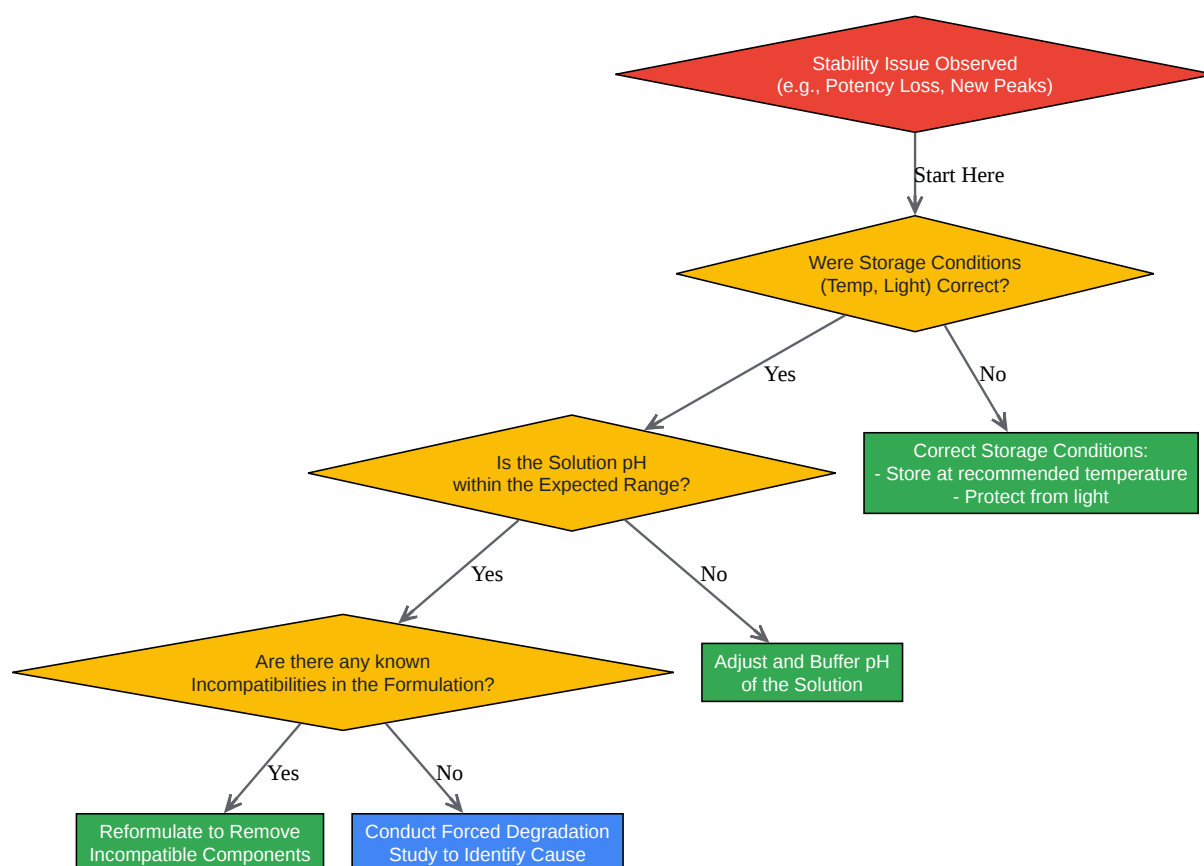 Stability Issue Observed
(e.g., Potency Loss, New Peaks)
Start Here
Were Storage Conditions
(Temp, Light) Correct?
Yes
No
Is the Solution pH
within the Expected Range?
Correct Storage Conditions:
- Store at recommended temperature
- Protect from light
Yes
No
Are there any known
Incompatibilities in the Formulation?
Adjust and Buffer pH
of the Solution
Yes
No
Reformulate to Remove
Incompatible Components
Conduct Forced Degradation
Study to Identify Cause